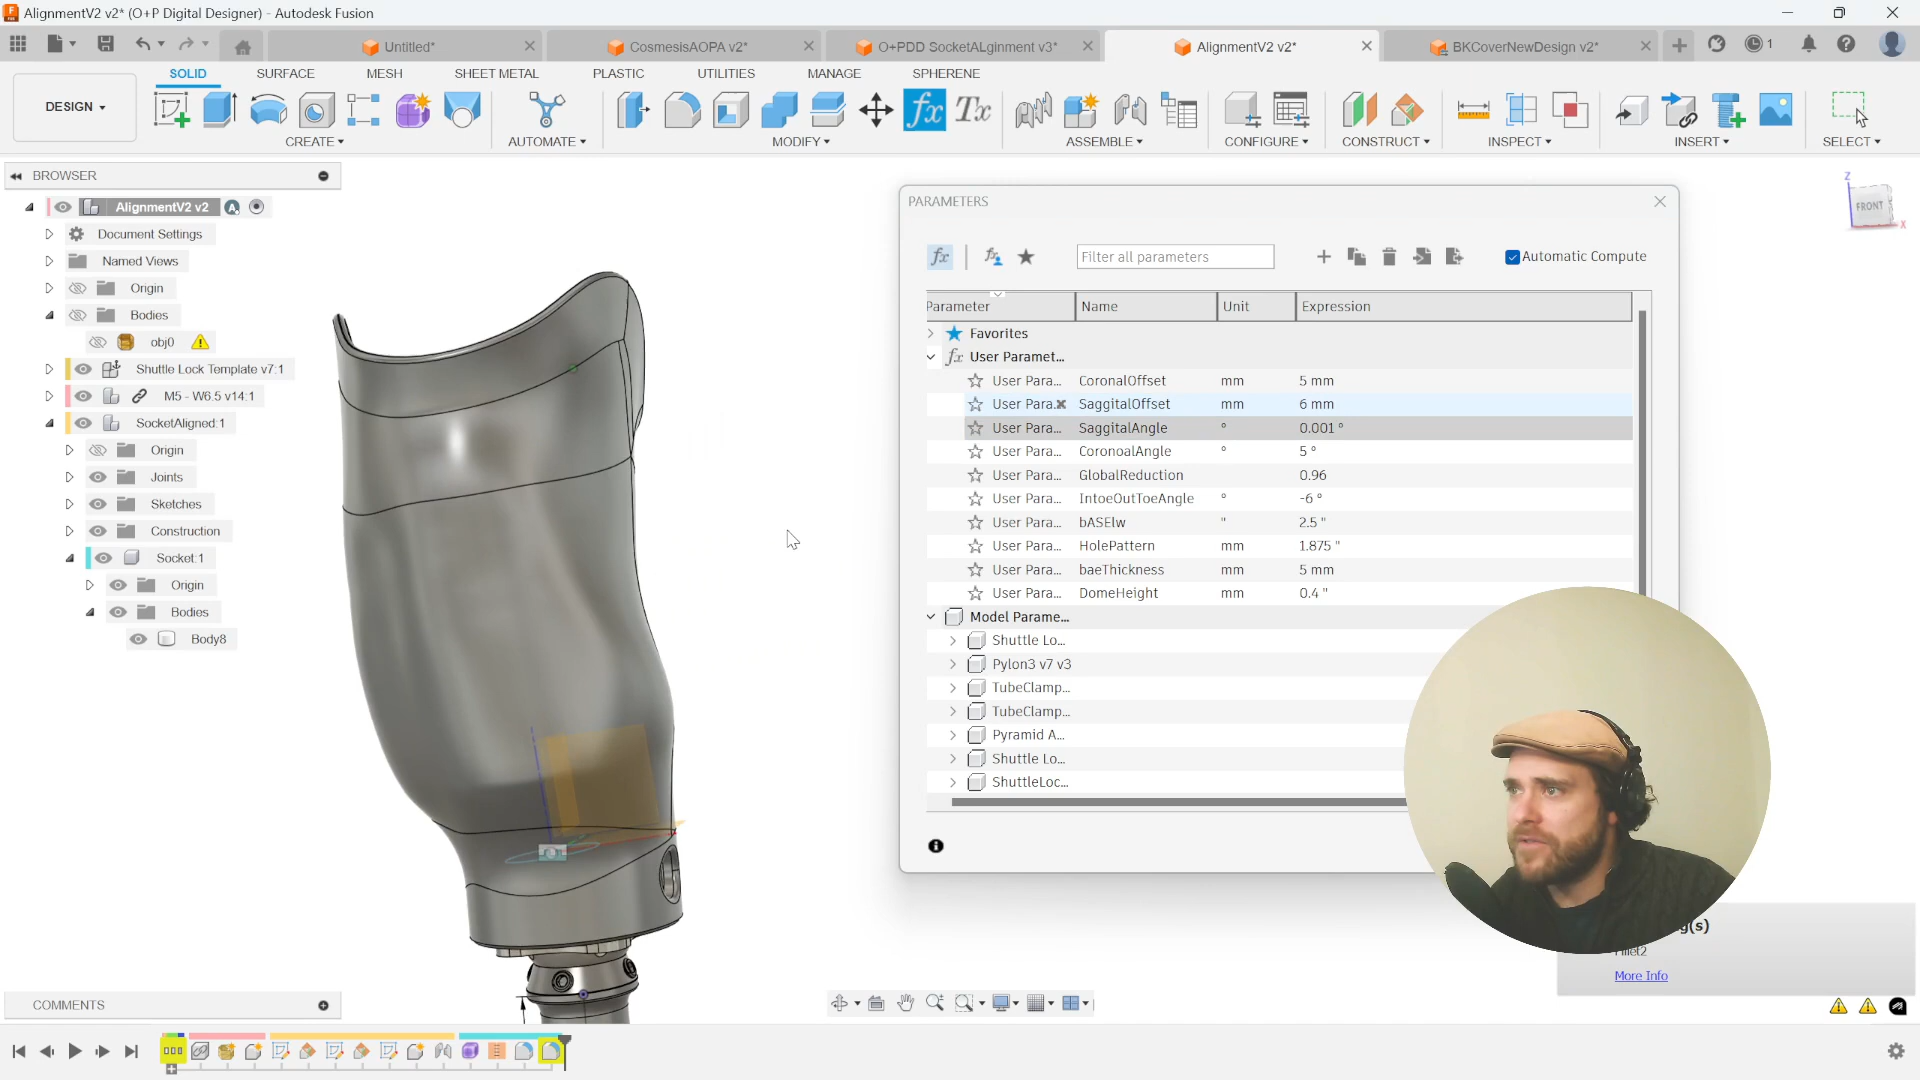 AlignmentV2 v2* (O+P Digital Designer) - Autodesk Fusion
Untitled*
CosmesisAOPA v2*
O+PDD SocketALginment v3*
AlignmentV2 v2*
BKCoverNewDesign v2*
1
SOLID
SURFACE
MESH
SHEET METAL
PLASTIC
UTILITIES
MANAGE
SPHERENE
DESIGN
fx
Tx
CREATE
AUTOMATE
MODIFY
ASSEMBLE
CONFIGURE
CONSTRUCT
INSPECT
INSERT
SELECT
BROWSER
AlignmentV2 v2
Document Settings
Named Views
Origin
Bodies
obj0
Shuttle Lock Template v7:1
M5 - W6.5 v14:1
SocketAligned:1
Origin
Joints
Sketches
Construction
Socket:1
Origin
Bodies
Body8
Z
FRONT
X
PARAMETERS
fx
Filter all parameters
Automatic Compute
Parameter Name Unit Expression
Favorites
fx User Paramet...
User Para... CoronalOffset mm 5 mm
User Para... SaggitalOffset mm 6 mm
User Para... SaggitalAngle ° 0.001 °
User Para... CoronoalAngle ° 5 °
User Para... GlobalReduction 0.96
User Para... IntoeOutToeAngle ° -6 °
User Para... bASElw " 2.5 "
User Para... HolePattern mm 1.875 "
User Para... baeThickness mm 5 mm
User Para... DomeHeight mm 0.4 "
Model Parame...
Shuttle Lo...
Pylon3 v7 v3
TubeClamp...
TubeClamp...
Pyramid A...
Shuttle Lo...
ShuttleLoc...
More Info
COMMENTS